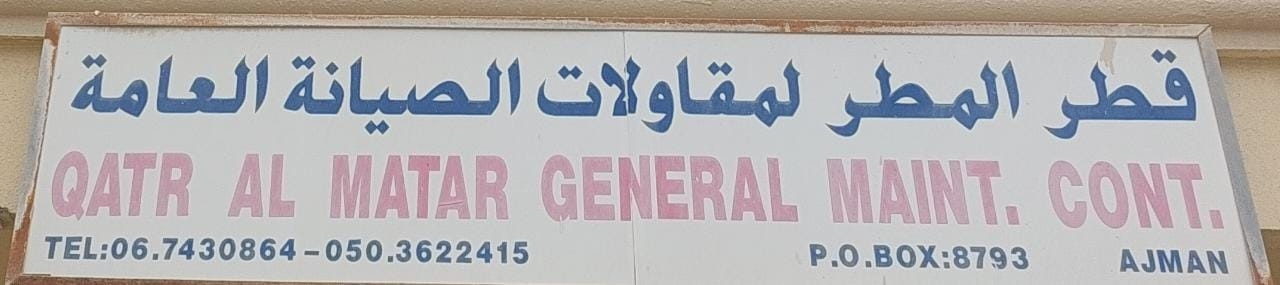 قطر المطر لمقاولات الصيانة العامة
QATR AL MATAR GENERAL MAINT. CONT.
TEL:06.7430864-050.3622415 P.O.BOX:8793 AJMAN